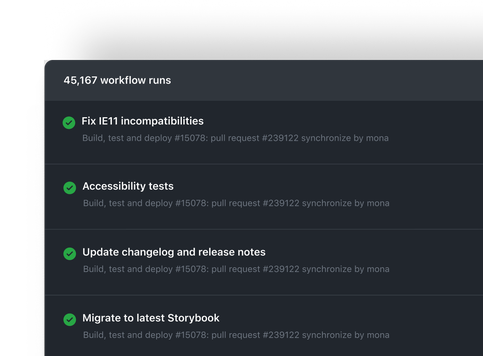 45,167 workflow runs
Fix IE11 incompatibilities
Build, test and deploy #15078: pull request #239122 synchronize by mona
Accessibility tests
Build, test and deploy #15078: pull request #239122 synchronize by mona
Update changelog and release notes
Build, test and deploy #15078: pull request #239122 synchronize by mona
Migrate to latest Storybook
Build, test and deploy #15078: pull request #239122 synchronize by mona